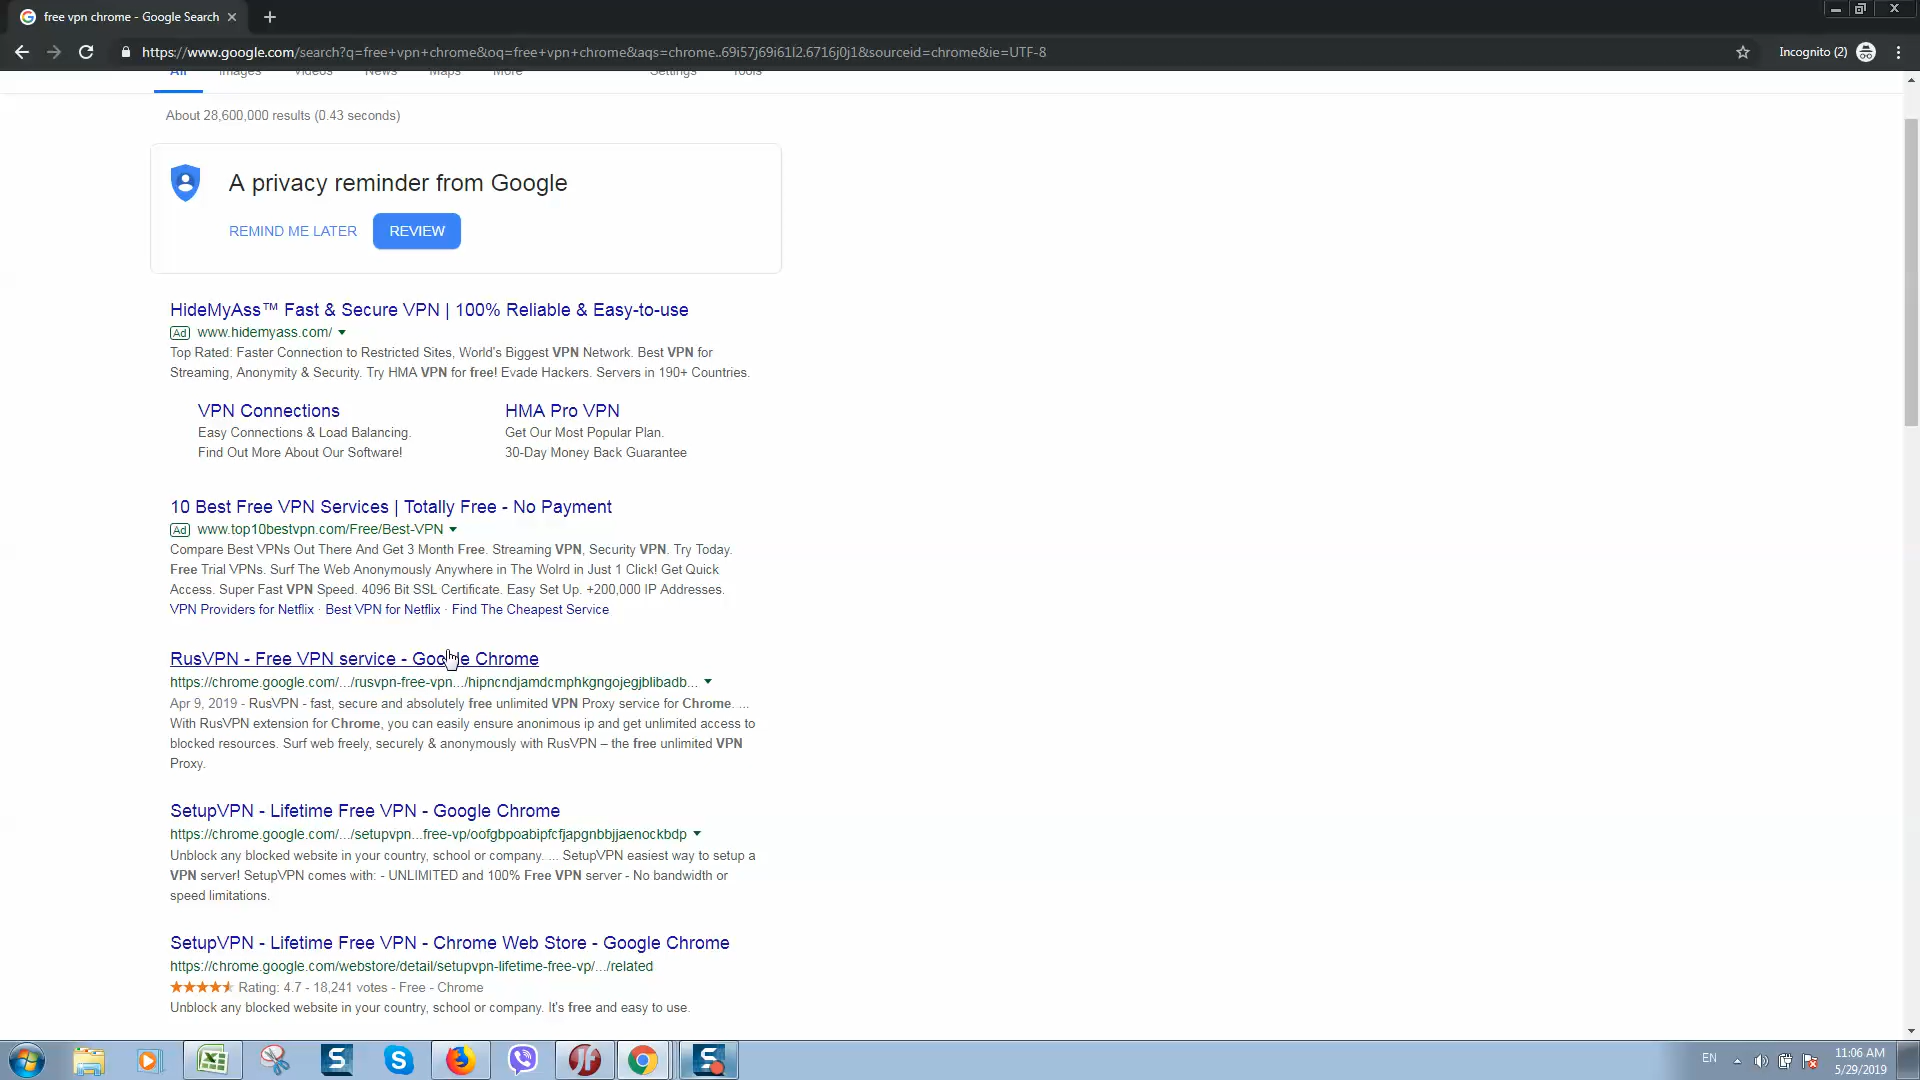 free vpn chrome - Google Search
https://www.google.com/search?q=free+vpn+chrome&oq=free+vpn+chrome&aqs=chrome..69i57j69i61l2.6716j0j1&sourceid=chrome&ie=UTF-8
Incognito (2)
All Images Videos News Maps More Settings Tools
About 28,600,000 results (0.43 seconds)
A privacy reminder from Google
REMIND ME LATER REVIEW
HideMyAss™ Fast & Secure VPN | 100% Reliable & Easy-to-use
Ad www.hidemyass.com/
Top Rated: Faster Connection to Restricted Sites, World's Biggest VPN Network. Best VPN for
Streaming, Anonymity & Security. Try HMA VPN for free! Evade Hackers. Servers in 190+ Countries.
VPN Connections
Easy Connections & Load Balancing.
Find Out More About Our Software!
HMA Pro VPN
Get Our Most Popular Plan.
30-Day Money Back Guarantee
10 Best Free VPN Services | Totally Free - No Payment
Ad www.top10bestvpn.com/Free/Best-VPN
Compare Best VPNs Out There And Get 3 Month Free. Streaming VPN, Security VPN. Try Today.
Free Trial VPNs. Surf The Web Anonymously Anywhere in The Wolrd in Just 1 Click! Get Quick
Access. Super Fast VPN Speed. 4096 Bit SSL Certificate. Easy Set Up. +200,000 IP Addresses.
VPN Providers for Netflix · Best VPN for Netflix · Find The Cheapest Service
RusVPN - Free VPN service - Google Chrome
https://chrome.google.com/.../rusvpn-free-vpn.../hipncndjamdcmphkgngojegjblibadb...
Apr 9, 2019 - RusVPN - fast, secure and absolutely free unlimited VPN Proxy service for Chrome. ...
With RusVPN extension for Chrome, you can easily ensure anonimous ip and get unlimited access to
blocked resources. Surf web freely, securely & anonymously with RusVPN – the free unlimited VPN
Proxy.
SetupVPN - Lifetime Free VPN - Google Chrome
https://chrome.google.com/.../setupvpn...free-vp/oofgbpoabipfcfjapgnbbjjaenockbdp
Unblock any blocked website in your country, school or company. ... SetupVPN easiest way to setup a
VPN server! SetupVPN comes with: - UNLIMITED and 100% Free VPN server - No bandwidth or
speed limitations.
SetupVPN - Lifetime Free VPN - Chrome Web Store - Google Chrome
https://chrome.google.com/webstore/detail/setupvpn-lifetime-free-vp/.../related
Rating: 4.7 - 18,241 votes - Free - Chrome
Unblock any blocked website in your country, school or company. It's free and easy to use.
EN
11:06 AM
5/29/2019